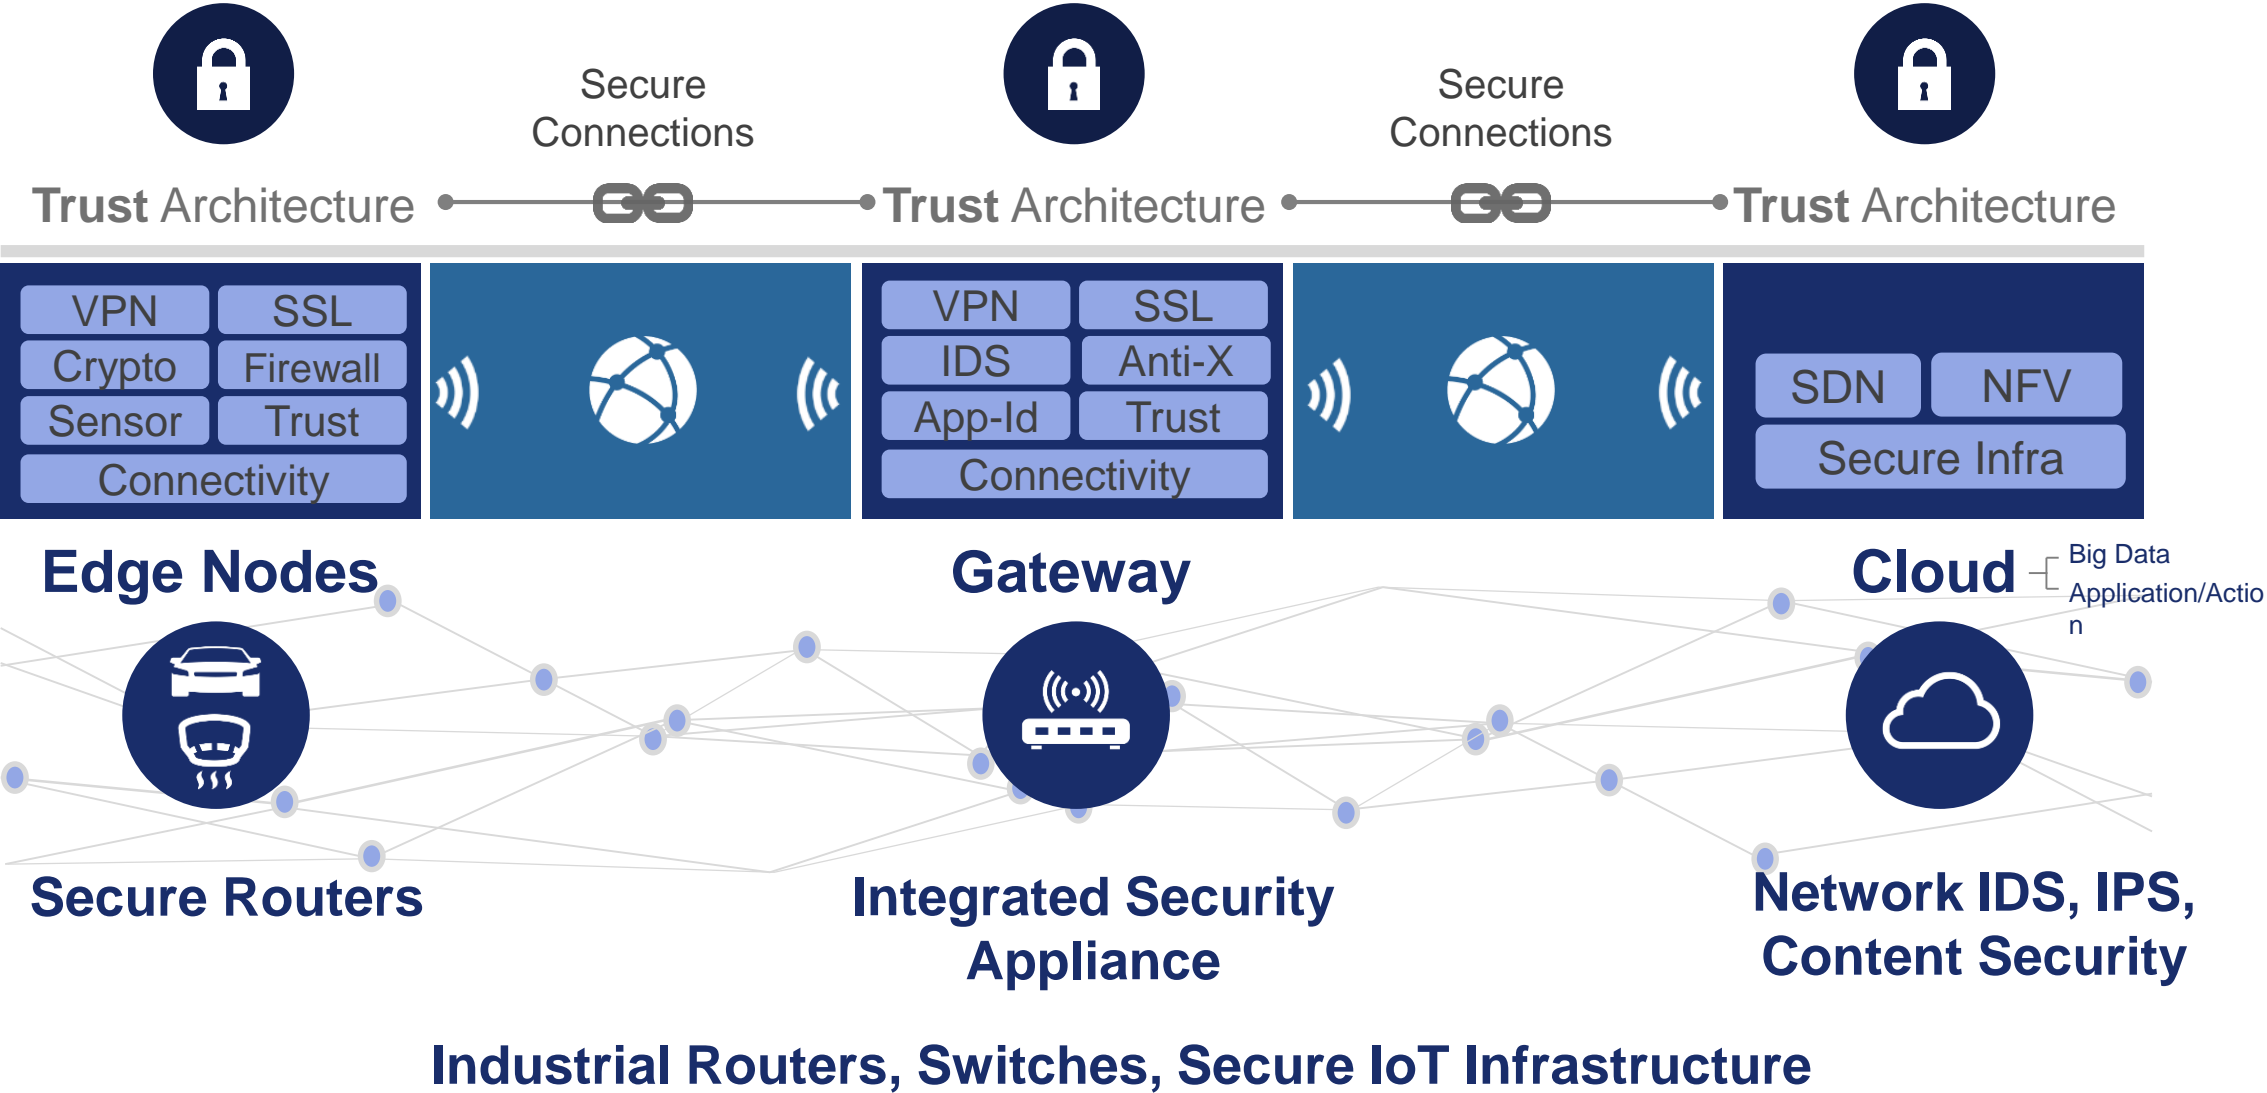 Secure
Connections
Secure
Connections
Trust Architecture
Trust Architecture
Trust Architecture
VPN
SSL
Crypto
Firewall
Sensor
Trust
Connectivity
VPN
SSL
IDS
Anti-X
App-Id
Trust
Connectivity
SDN
NFV
Secure Infra
Edge Nodes
Gateway
Cloud
Big Data
Application/Actio
n
Secure Routers
Integrated Security
Appliance
Network IDS, IPS,
Content Security
Industrial Routers, Switches, Secure IoT Infrastructure